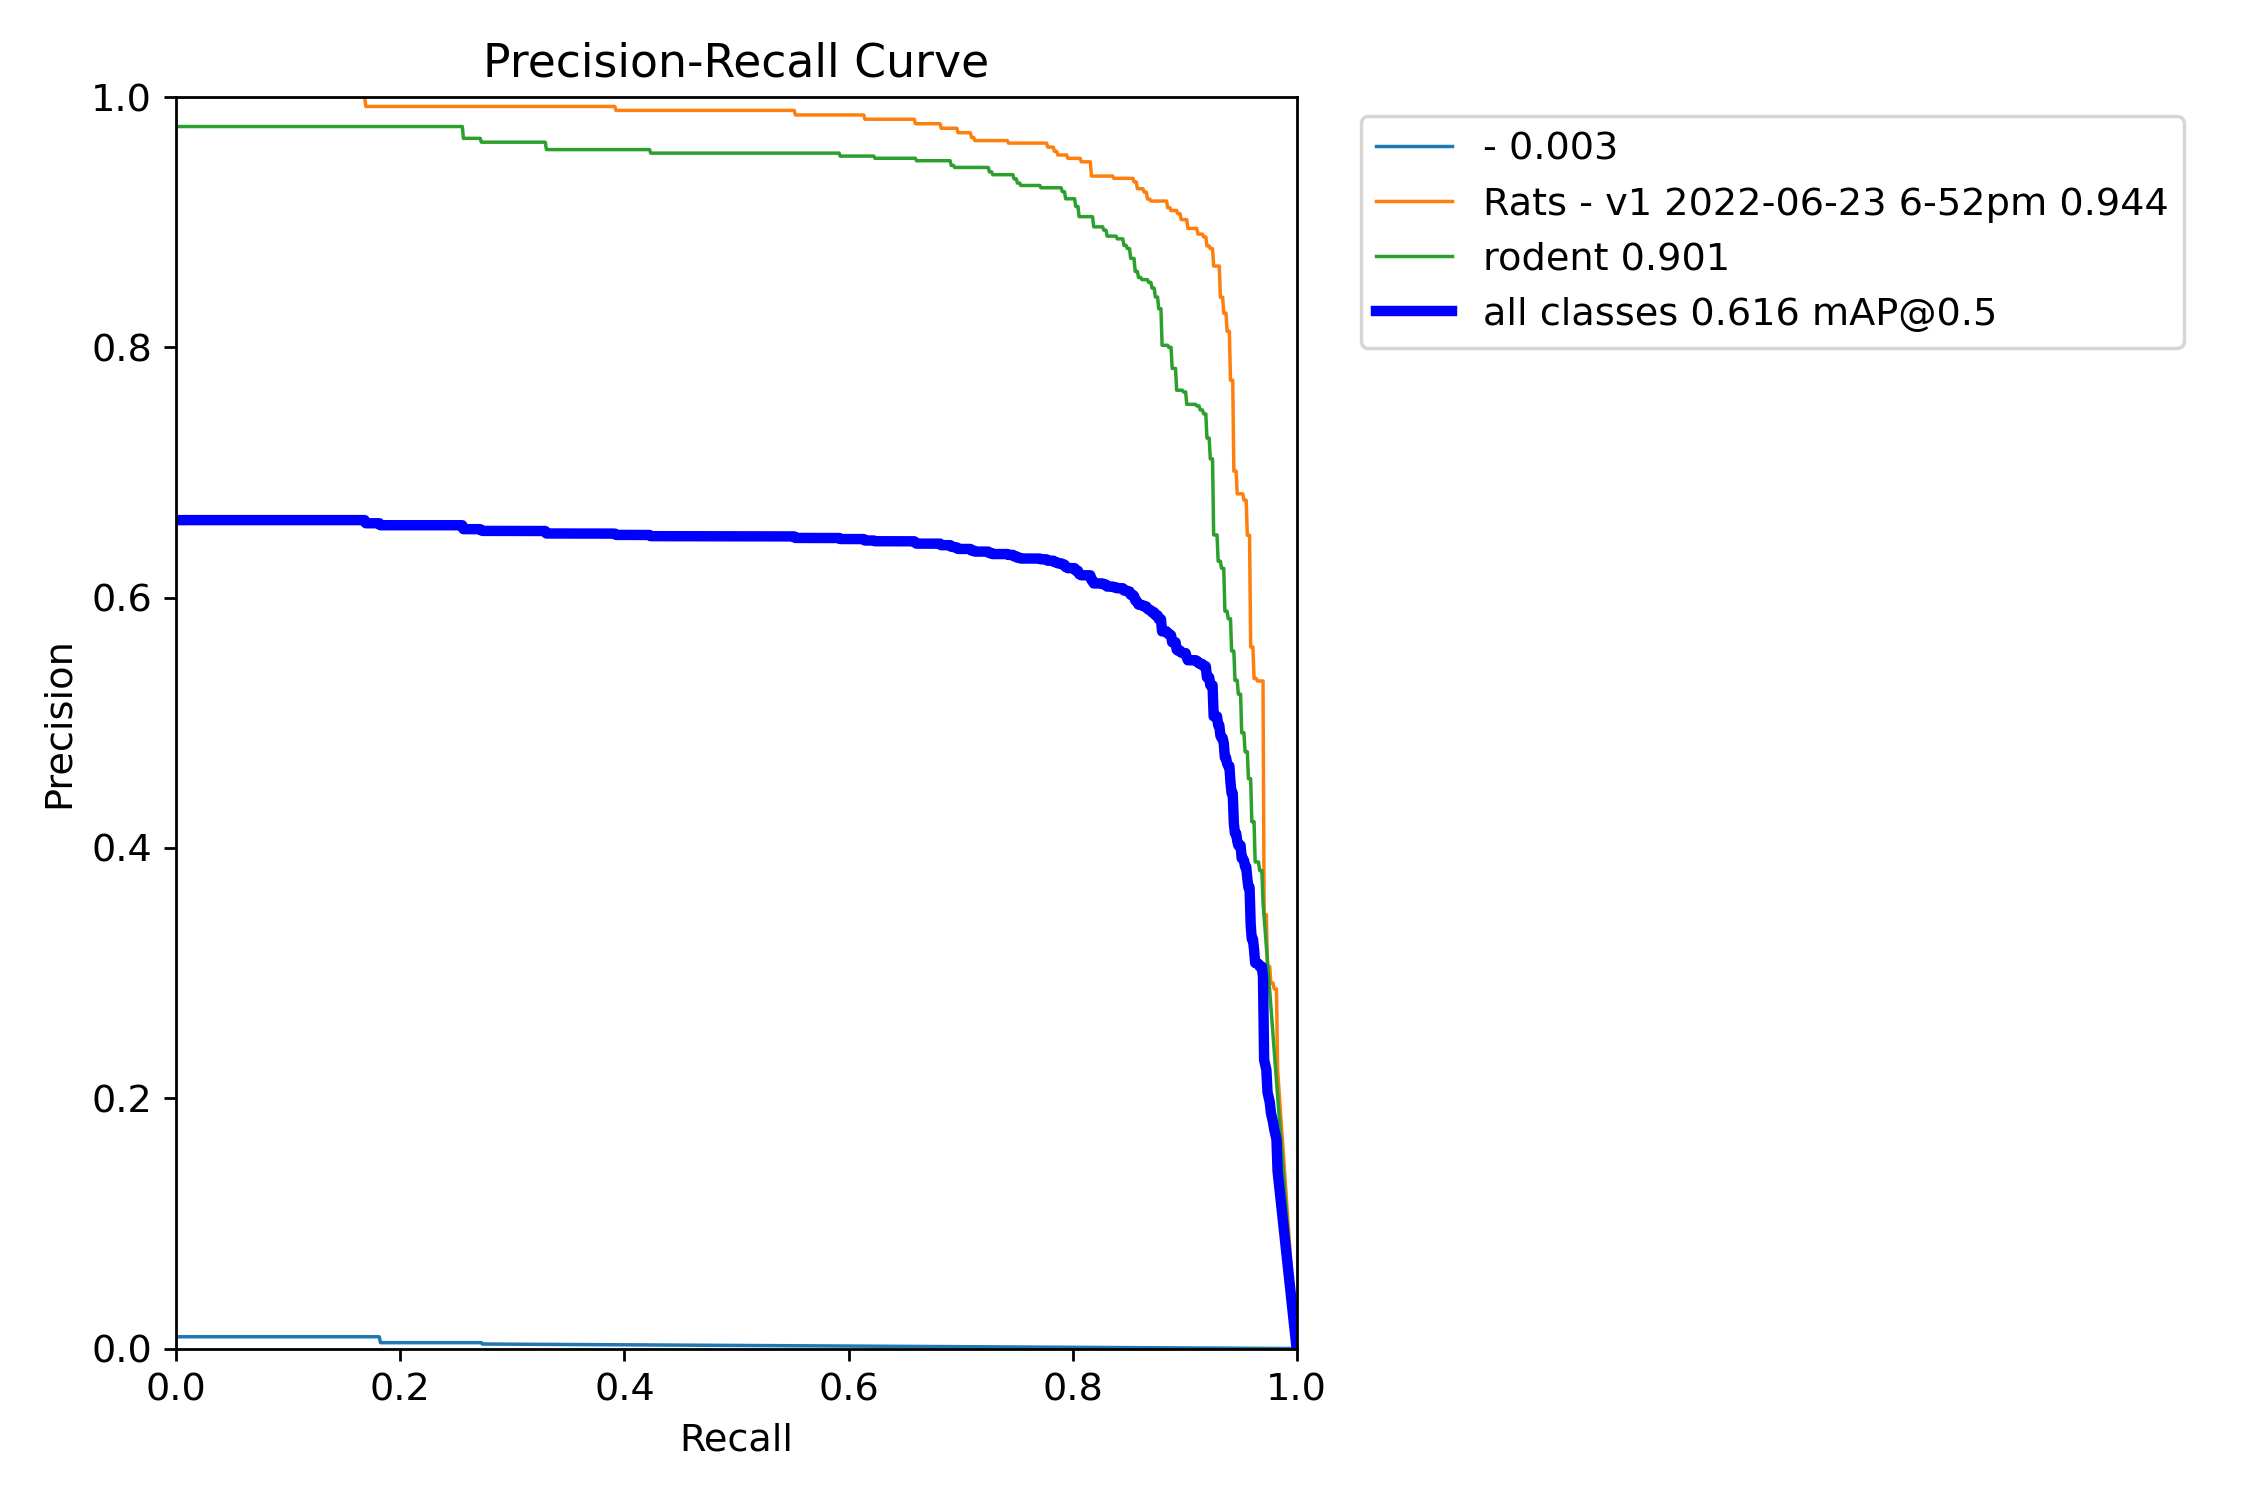 Precision-Recall Curve
1.0
0.8
0.6
0.4
0.2
0.0
Precision
0.0 0.2 0.4 0.6 0.8 1.0
Recall
- 0.003
Rats - v1 2022-06-23 6-52pm 0.944
rodent 0.901
all classes 0.616 mAP@0.5